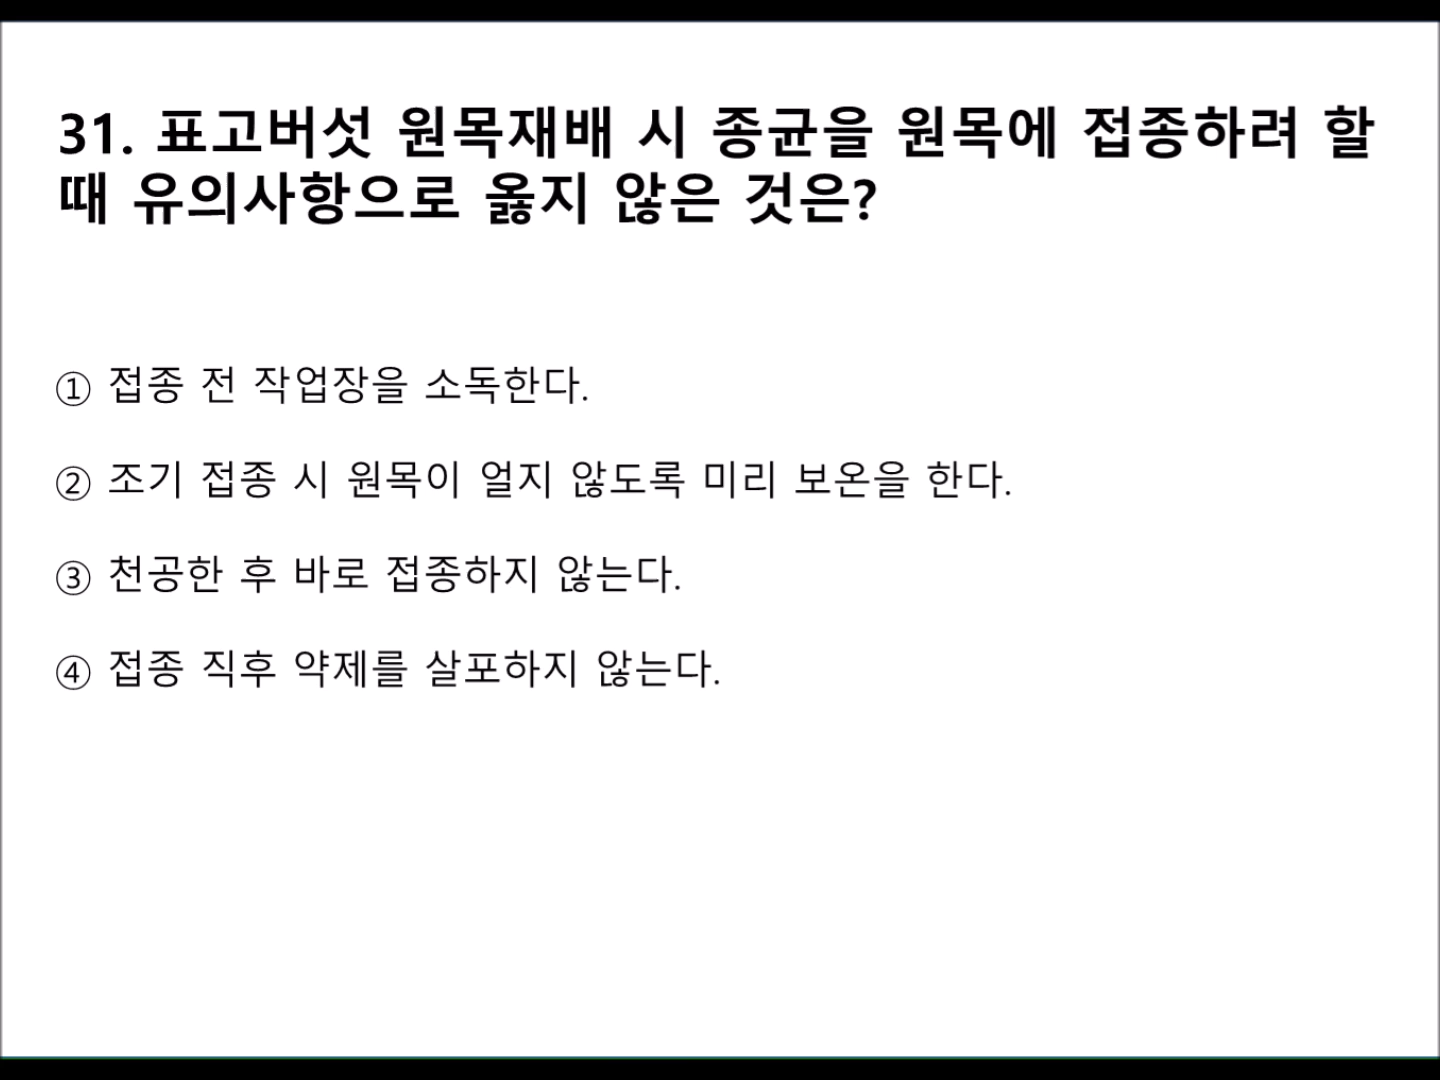 31. 표고버섯 원목재배 시 종균을 원목에 접종하려 할
때 유의사항으로 옳지 않은 것은?
① 접종 전 작업장을 소독한다.
② 조기 접종 시 원목이 얼지 않도록 미리 보온을 한다.
③ 천공한 후 바로 접종하지 않는다.
④ 접종 직후 약제를 살포하지 않는다.